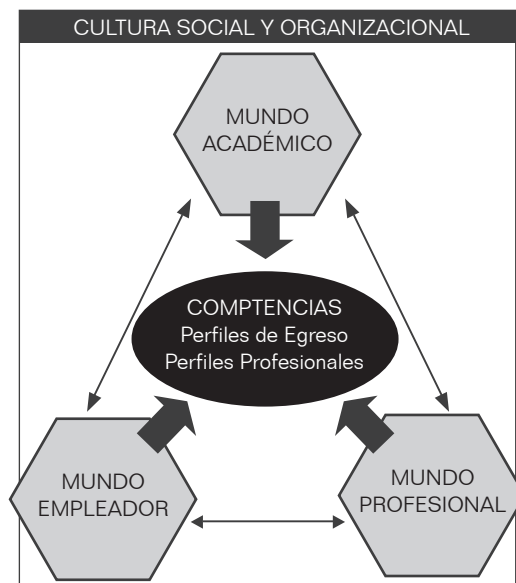 CULTURA SOCIAL Y ORGANIZACIONAL
MUNDO
ACADÉMICO
COMPTENCIAS
Perfiles de Egreso
Perfiles Profesionales
MUNDO
EMPLEADOR
MUNDO
PROFESIONAL